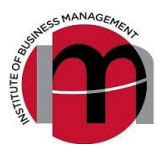 INSTITUTE OF BUSINESS MANAGEMENT
m